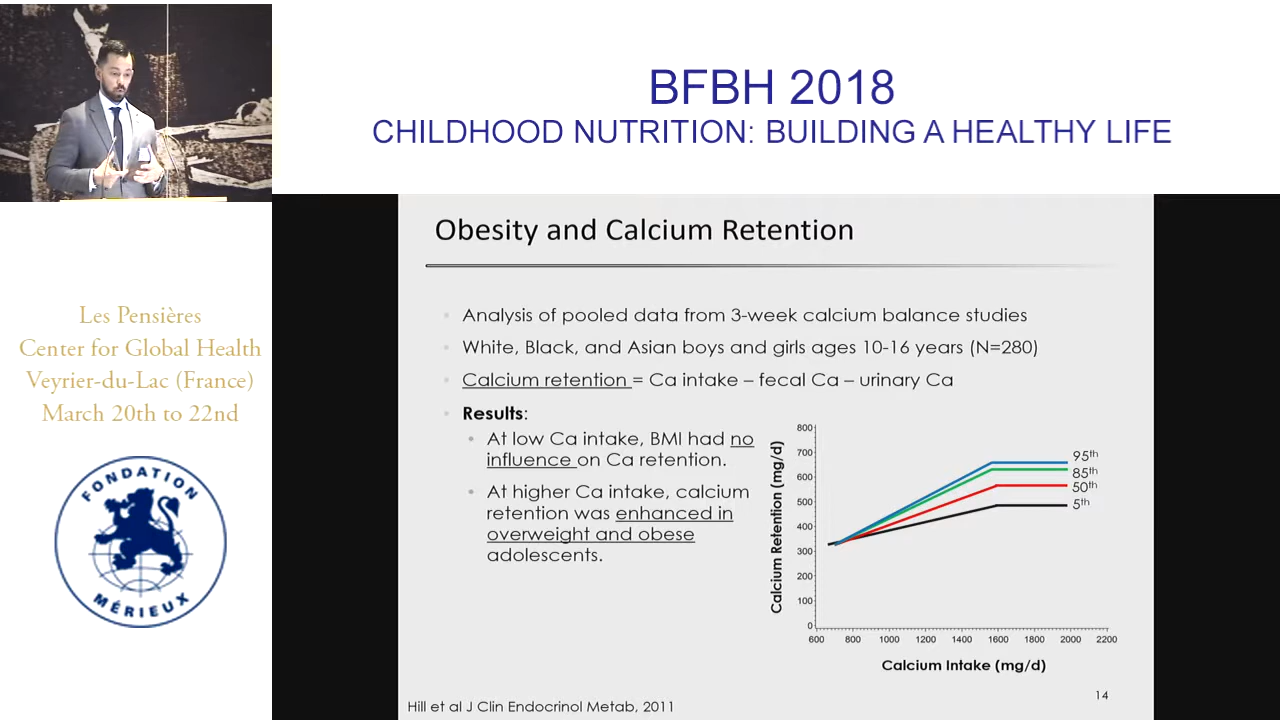 BFBH 2018
CHILDHOOD NUTRITION: BUILDING A HEALTHY LIFE
Les Pensières
Center for Global Health
Veyrier-du-Lac (France)
March 20th to 22nd
FONDATION
MÉRIEUX
Obesity and Calcium Retention
Analysis of pooled data from 3-week calcium balance studies
White, Black, and Asian boys and girls ages 10-16 years (N=280)
Calcium retention = Ca intake – fecal Ca – urinary Ca
Results:
At low Ca intake, BMI had no
influence on Ca retention.
At higher Ca intake, calcium
retention was enhanced in
overweight and obese
adolescents.
Calcium Retention (mg/d)
800
700
600
500
400
300
200
100
0
95th
85th
50th
5th
600 800 1000 1200 1400 1600 1800 2000 2200
Calcium Intake (mg/d)
14
Hill et al J Clin Endocrinol Metab, 2011